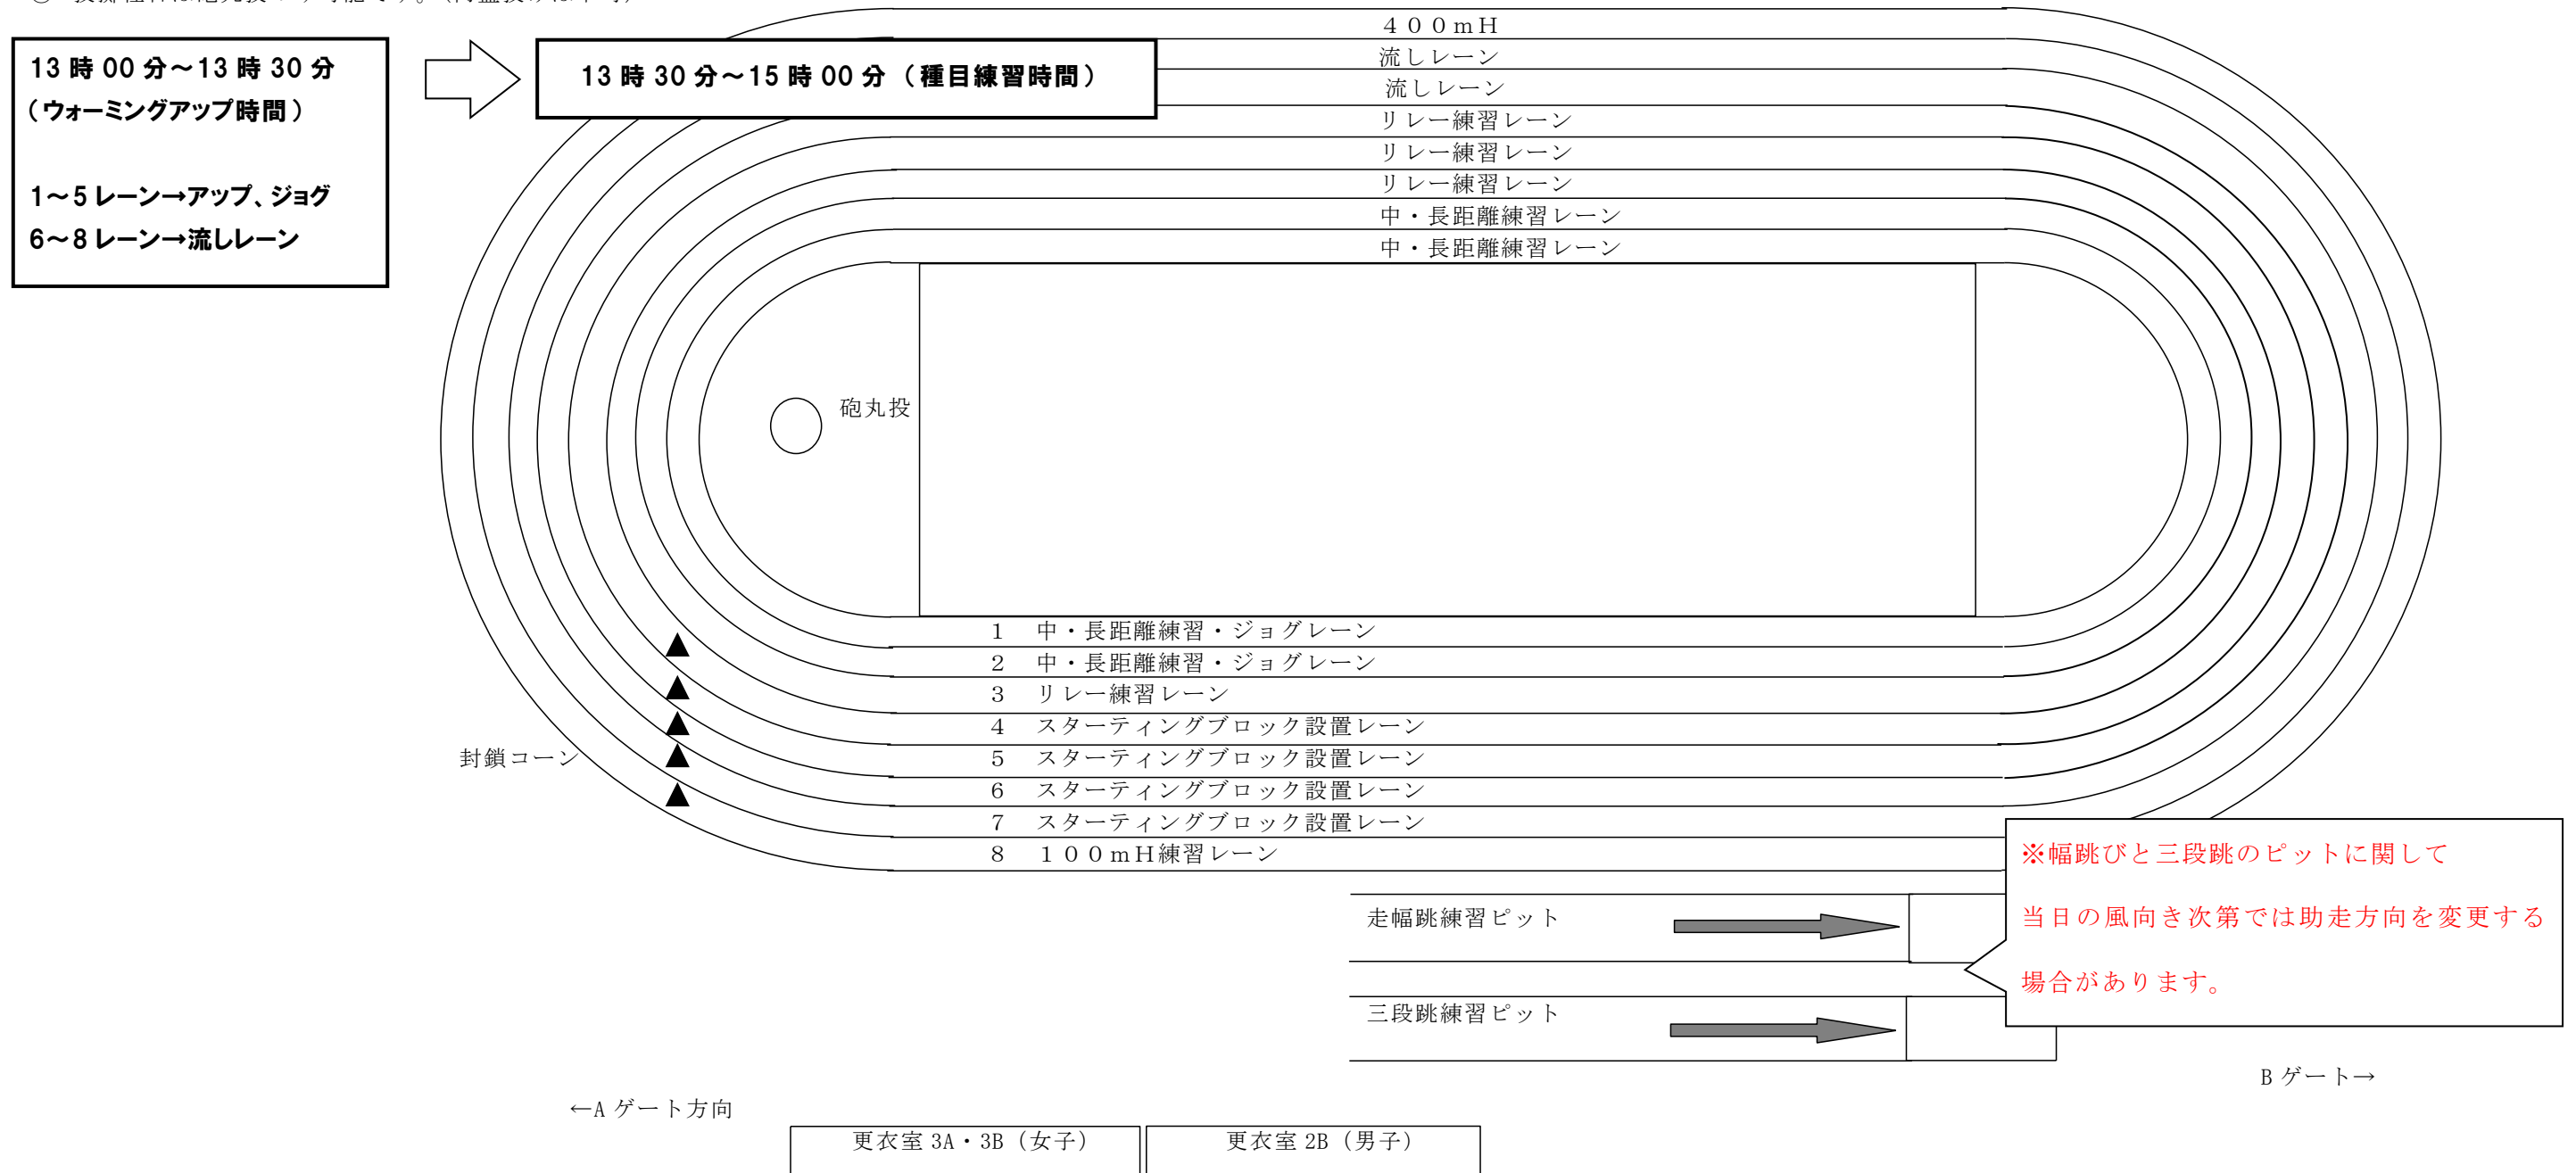 13時00分～13時30分
（ウォーミングアップ時間）
1～5レーン→アップ、ジョグ
6～8レーン→流しレーン
13時30分～15時00分（種目練習時間）
４００ｍＨ
流しレーン
流しレーン
リレー練習レーン
リレー練習レーン
リレー練習レーン
中・長距離練習レーン
中・長距離練習レーン
砲丸投
1　中・長距離練習・ジョグレーン
2　中・長距離練習・ジョグレーン
3　リレー練習レーン
4　スターティングブロック設置レーン
5　スターティングブロック設置レーン
6　スターティングブロック設置レーン
7　スターティングブロック設置レーン
8　１００ｍＨ練習レーン
封鎖コーン
※幅跳びと三段跳のピットに関して
当日の風向き次第では助走方向を変更する
場合があります。
走幅跳練習ピット
三段跳練習ピット
Bゲート→
←Aゲート方向
更衣室3A・3B（女子）
更衣室2B（男子）